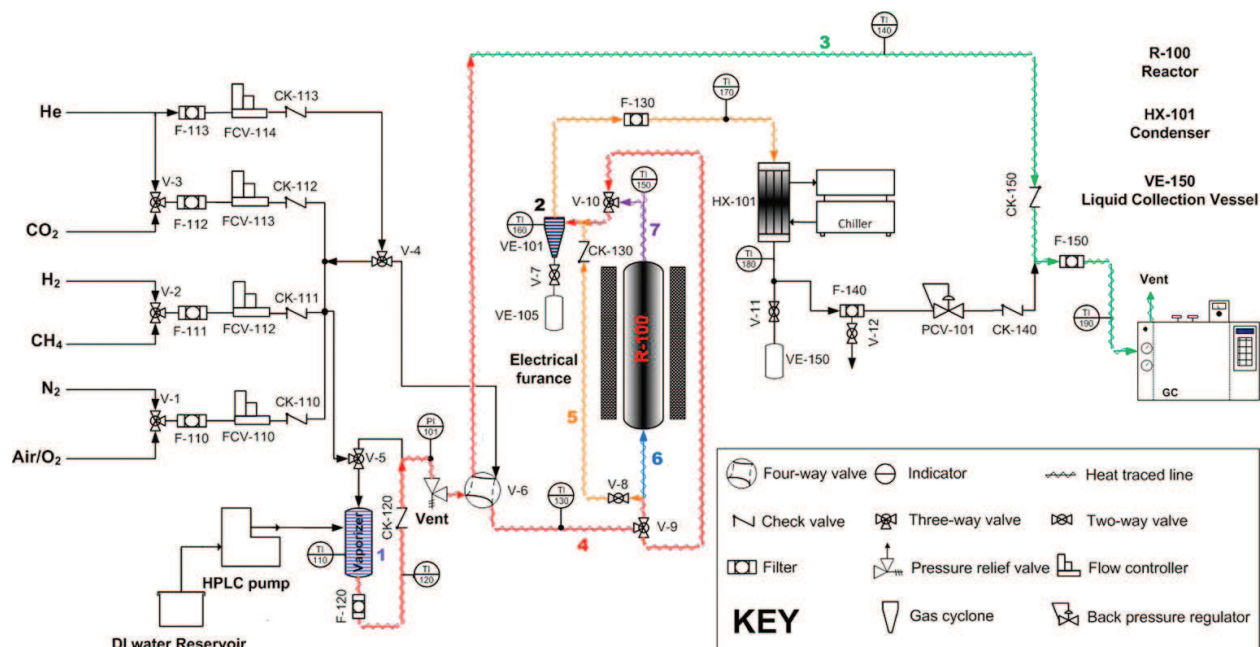 He
F-113
FCV-114
CK-113
V-3
F-112
FCV-113
CK-112
CO₂
V-4
H₂
V-2
F-111
FCV-112
CK-111
CH₄
N₂
V-1
F-110
FCV-110
CK-110
Air/O₂
V-5
PI
101
Vent
CK-120
Vaporizer
1
TI
110
HPLC pump
F-120
TI
120
DI water Reservoir
V-6
3
TI
140
F-130
TI
170
V-10
TI
150
2
TI
160
VE-101
CK-130
7
V-7
VE-105
R-100
Electrical
furance
5
6
V-8
TI
130
V-9
4
HX-101
Chiller
TI
180
V-11
VE-150
F-140
V-12
PCV-101
CK-140
CK-150
F-150
TI
190
Vent
GC
R-100
Reactor
HX-101
Condenser
VE-150
Liquid Collection Vessel
Four-way valve
Indicator
Heat traced line
Check valve
Three-way valve
Two-way valve
Filter
Pressure relief valve
Flow controller
KEY
Gas cyclone
Back pressure regulator